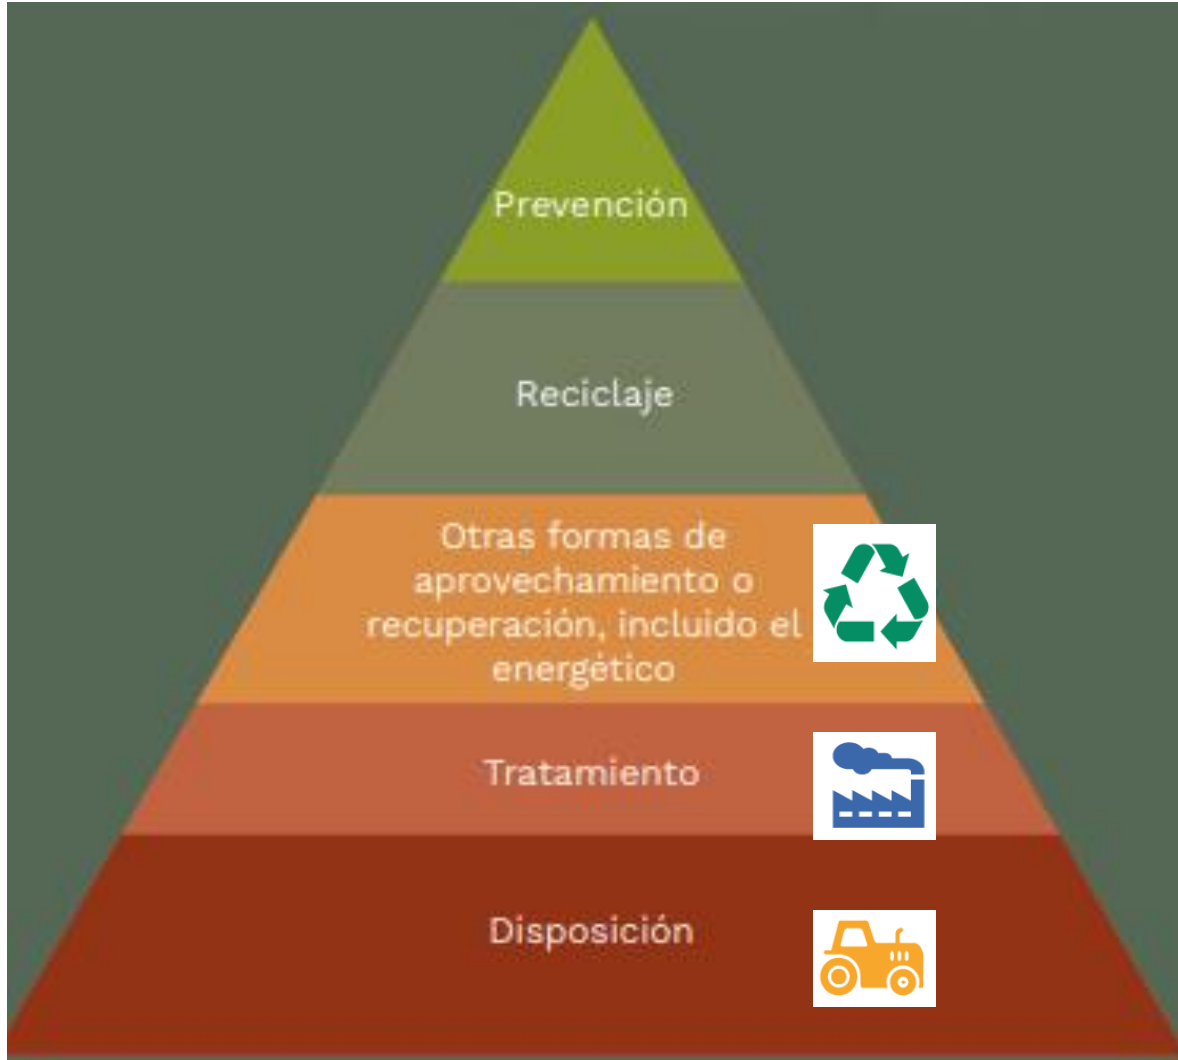 Prevención
Reciclaje
Otras formas de
aprovechamiento o
recuperación, incluido el
energético
Tratamiento
Disposición